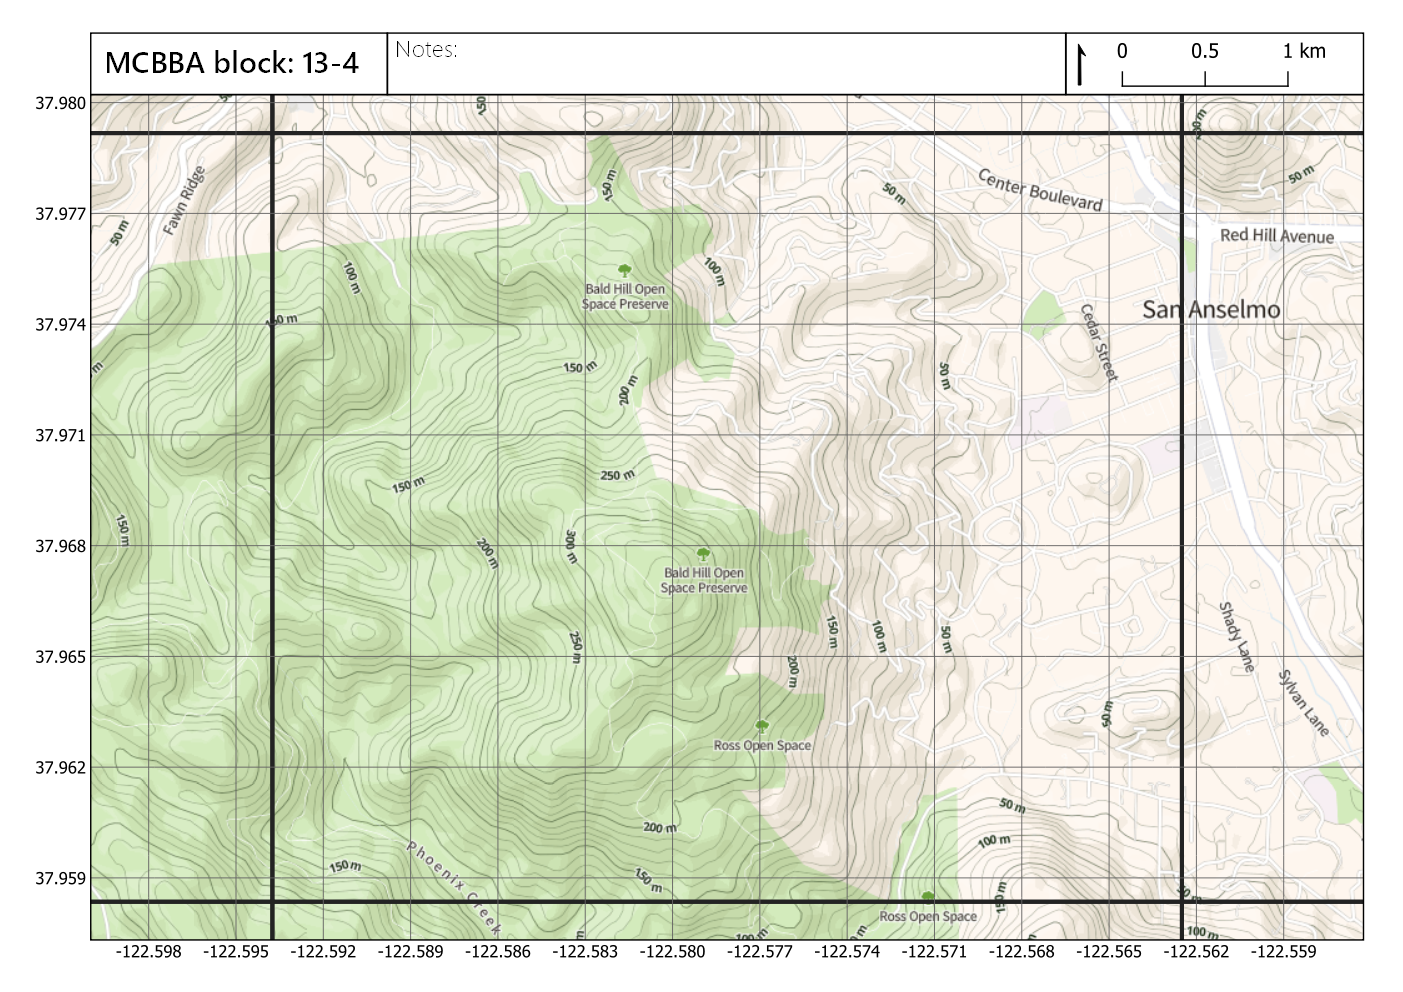 MCBBA block: 13-4
Notes:
0 0.5 1 km
37.980
37.977
37.974
37.971
37.968
37.965
37.962
37.959
50 m
150 m
50 m
Fawn Ridge
50 m
50 m
Center Boulevard
Red Hill Avenue
100 m
100 m
Bald Hill Open
Space Preserve
San Anselmo
Cedar Street
150 m
200 m
50 m
250 m
150 m
150 m
200 m
300 m
Bald Hill Open
Space Preserve
250 m
150 m
100 m
50 m
200 m
Shady Lane
Sylvan Lane
50 m
Ross Open Space
50 m
200 m
100 m
150 m
Phoenix Creek
150 m
150 m
50 m
Ross Open Space
100 m
-122.598 -122.595 -122.592 -122.589 -122.586 -122.583 -122.580 -122.577 -122.574 -122.571 -122.568 -122.565 -122.562 -122.559